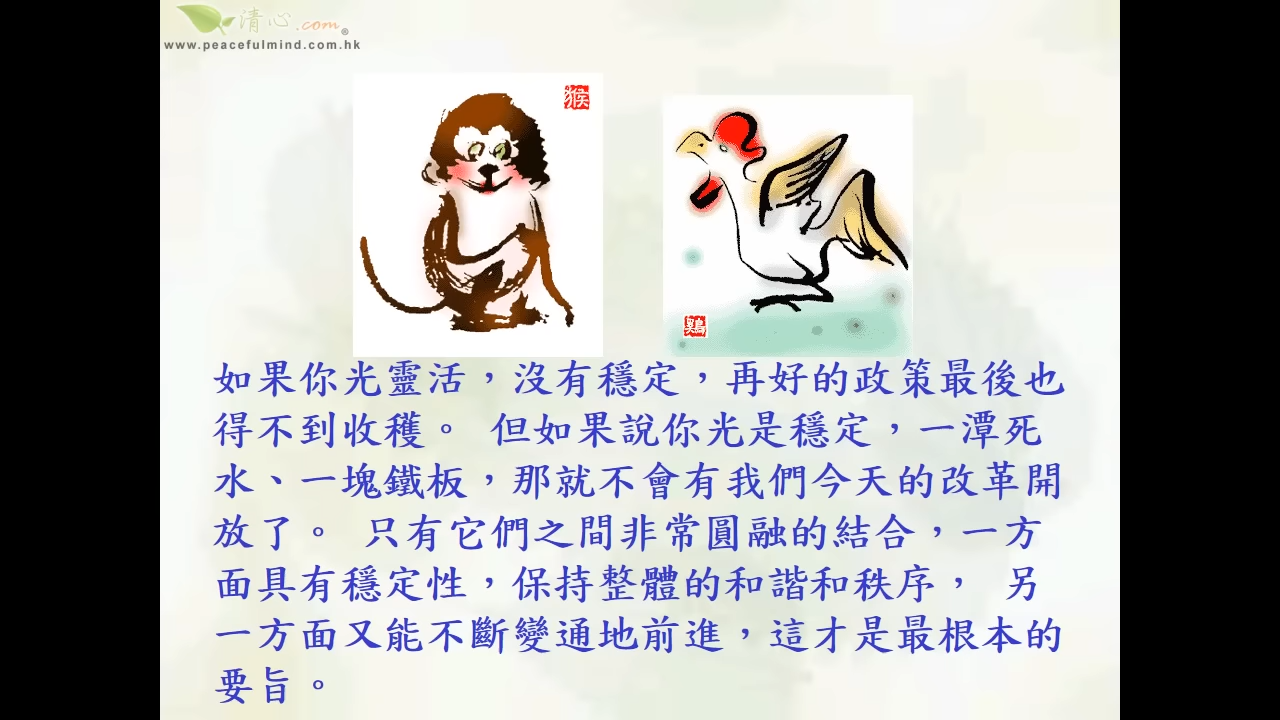 清心.com®
www.peacefulmind.com.hk
猴
鷄
如果你光靈活，沒有穩定，再好的政策最後也
得不到收穫。 但如果說你光是穩定，一潭死
水、一塊鐵板，那就不會有我們今天的改革開
放了。 只有它們之間非常圓融的結合，一方
面具有穩定性，保持整體的和諧和秩序， 另
一方面又能不斷變通地前進，這才是最根本的
要旨。